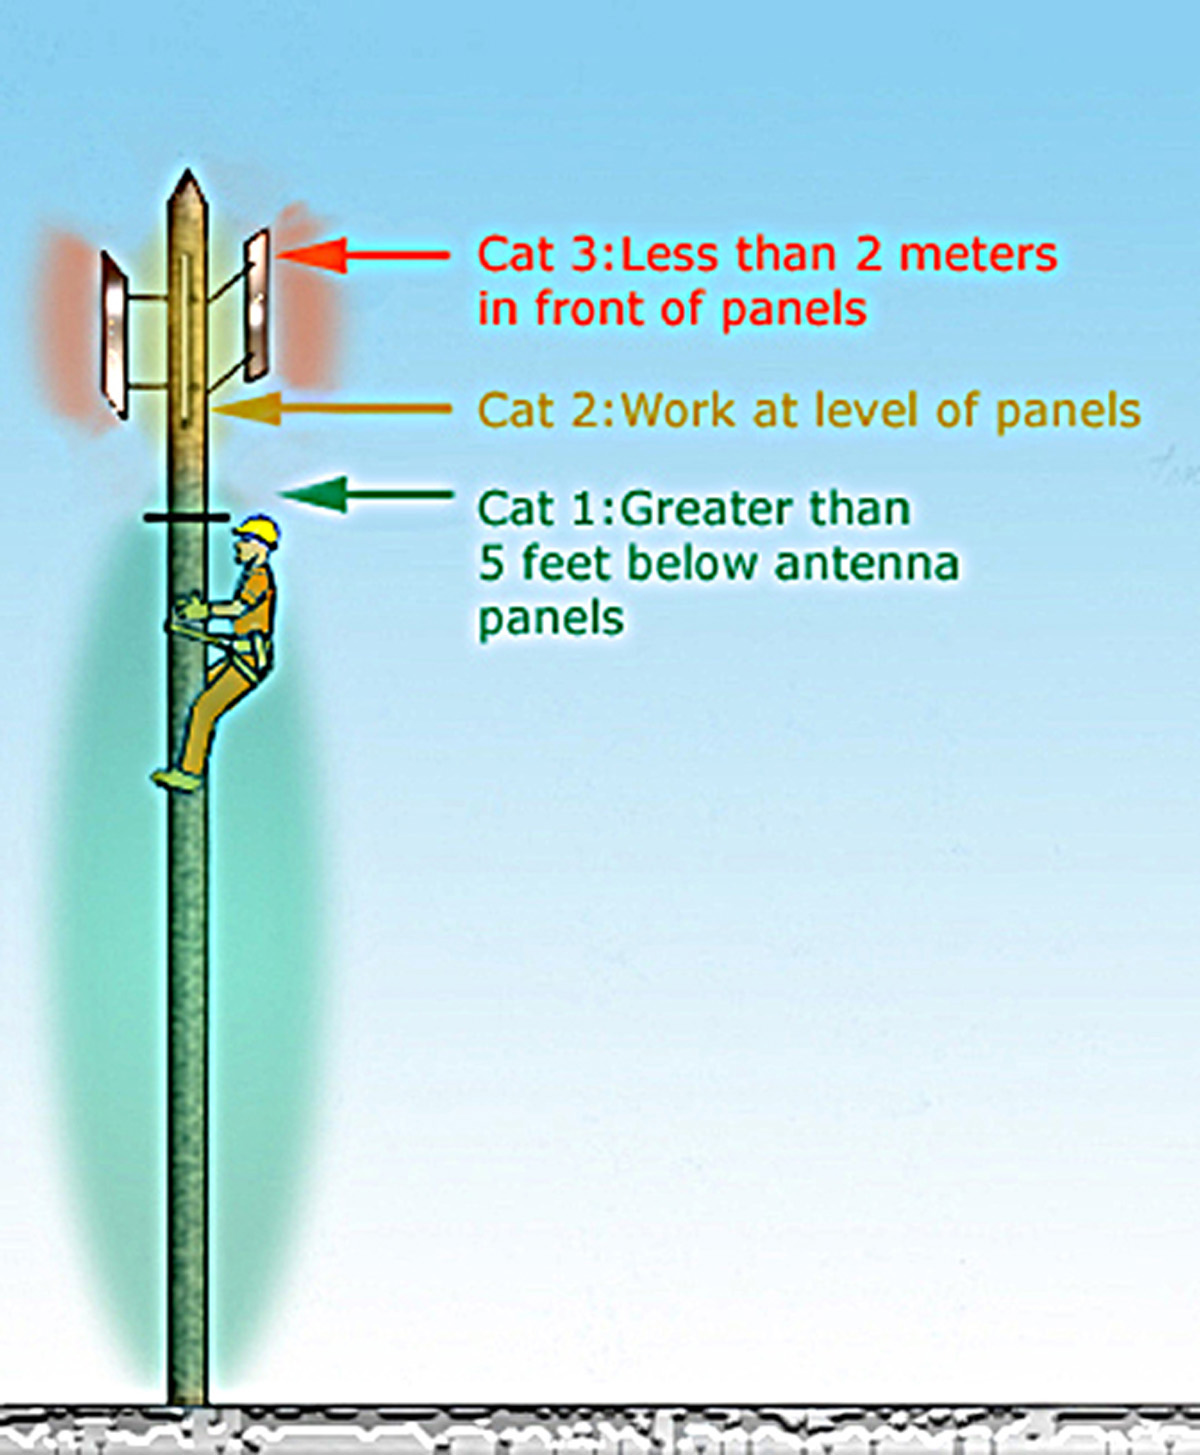 Cat 3:Less than 2 meters
in front of panels
Cat 2:Work at level of panels
Cat 1:Greater than
5 feet below antenna
panels